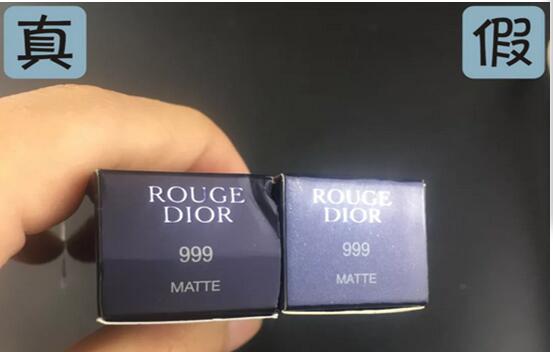 真
假
ROUGE
DIOR
999
MATTE
ROUGE
DIOR
999
MATTE